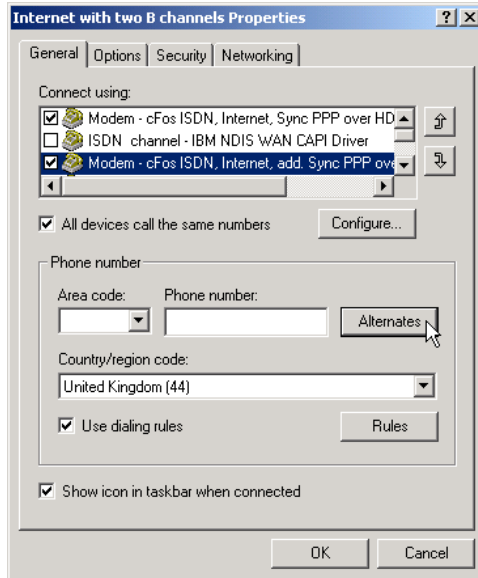 Internet with two B channels Properties
General Options Security Networking
Connect using:
Modem - cFos ISDN, Internet, Sync PPP over HD
ISDN channel - IBM NDIS WAN CAPI Driver
Modem - cFos ISDN, Internet, add. Sync PPP ove
All devices call the same numbers Configure...
Phone number
Area code: Phone number:
Alternates
Country/region code:
United Kingdom (44)
Use dialing rules Rules
Show icon in taskbar when connected
OK Cancel